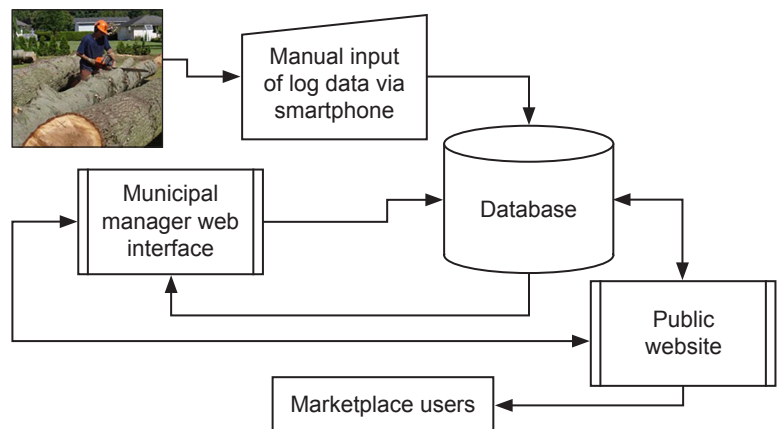 Manual input
of log data via
smartphone
Municipal
manager web
interface
Database
Public
website
Marketplace users